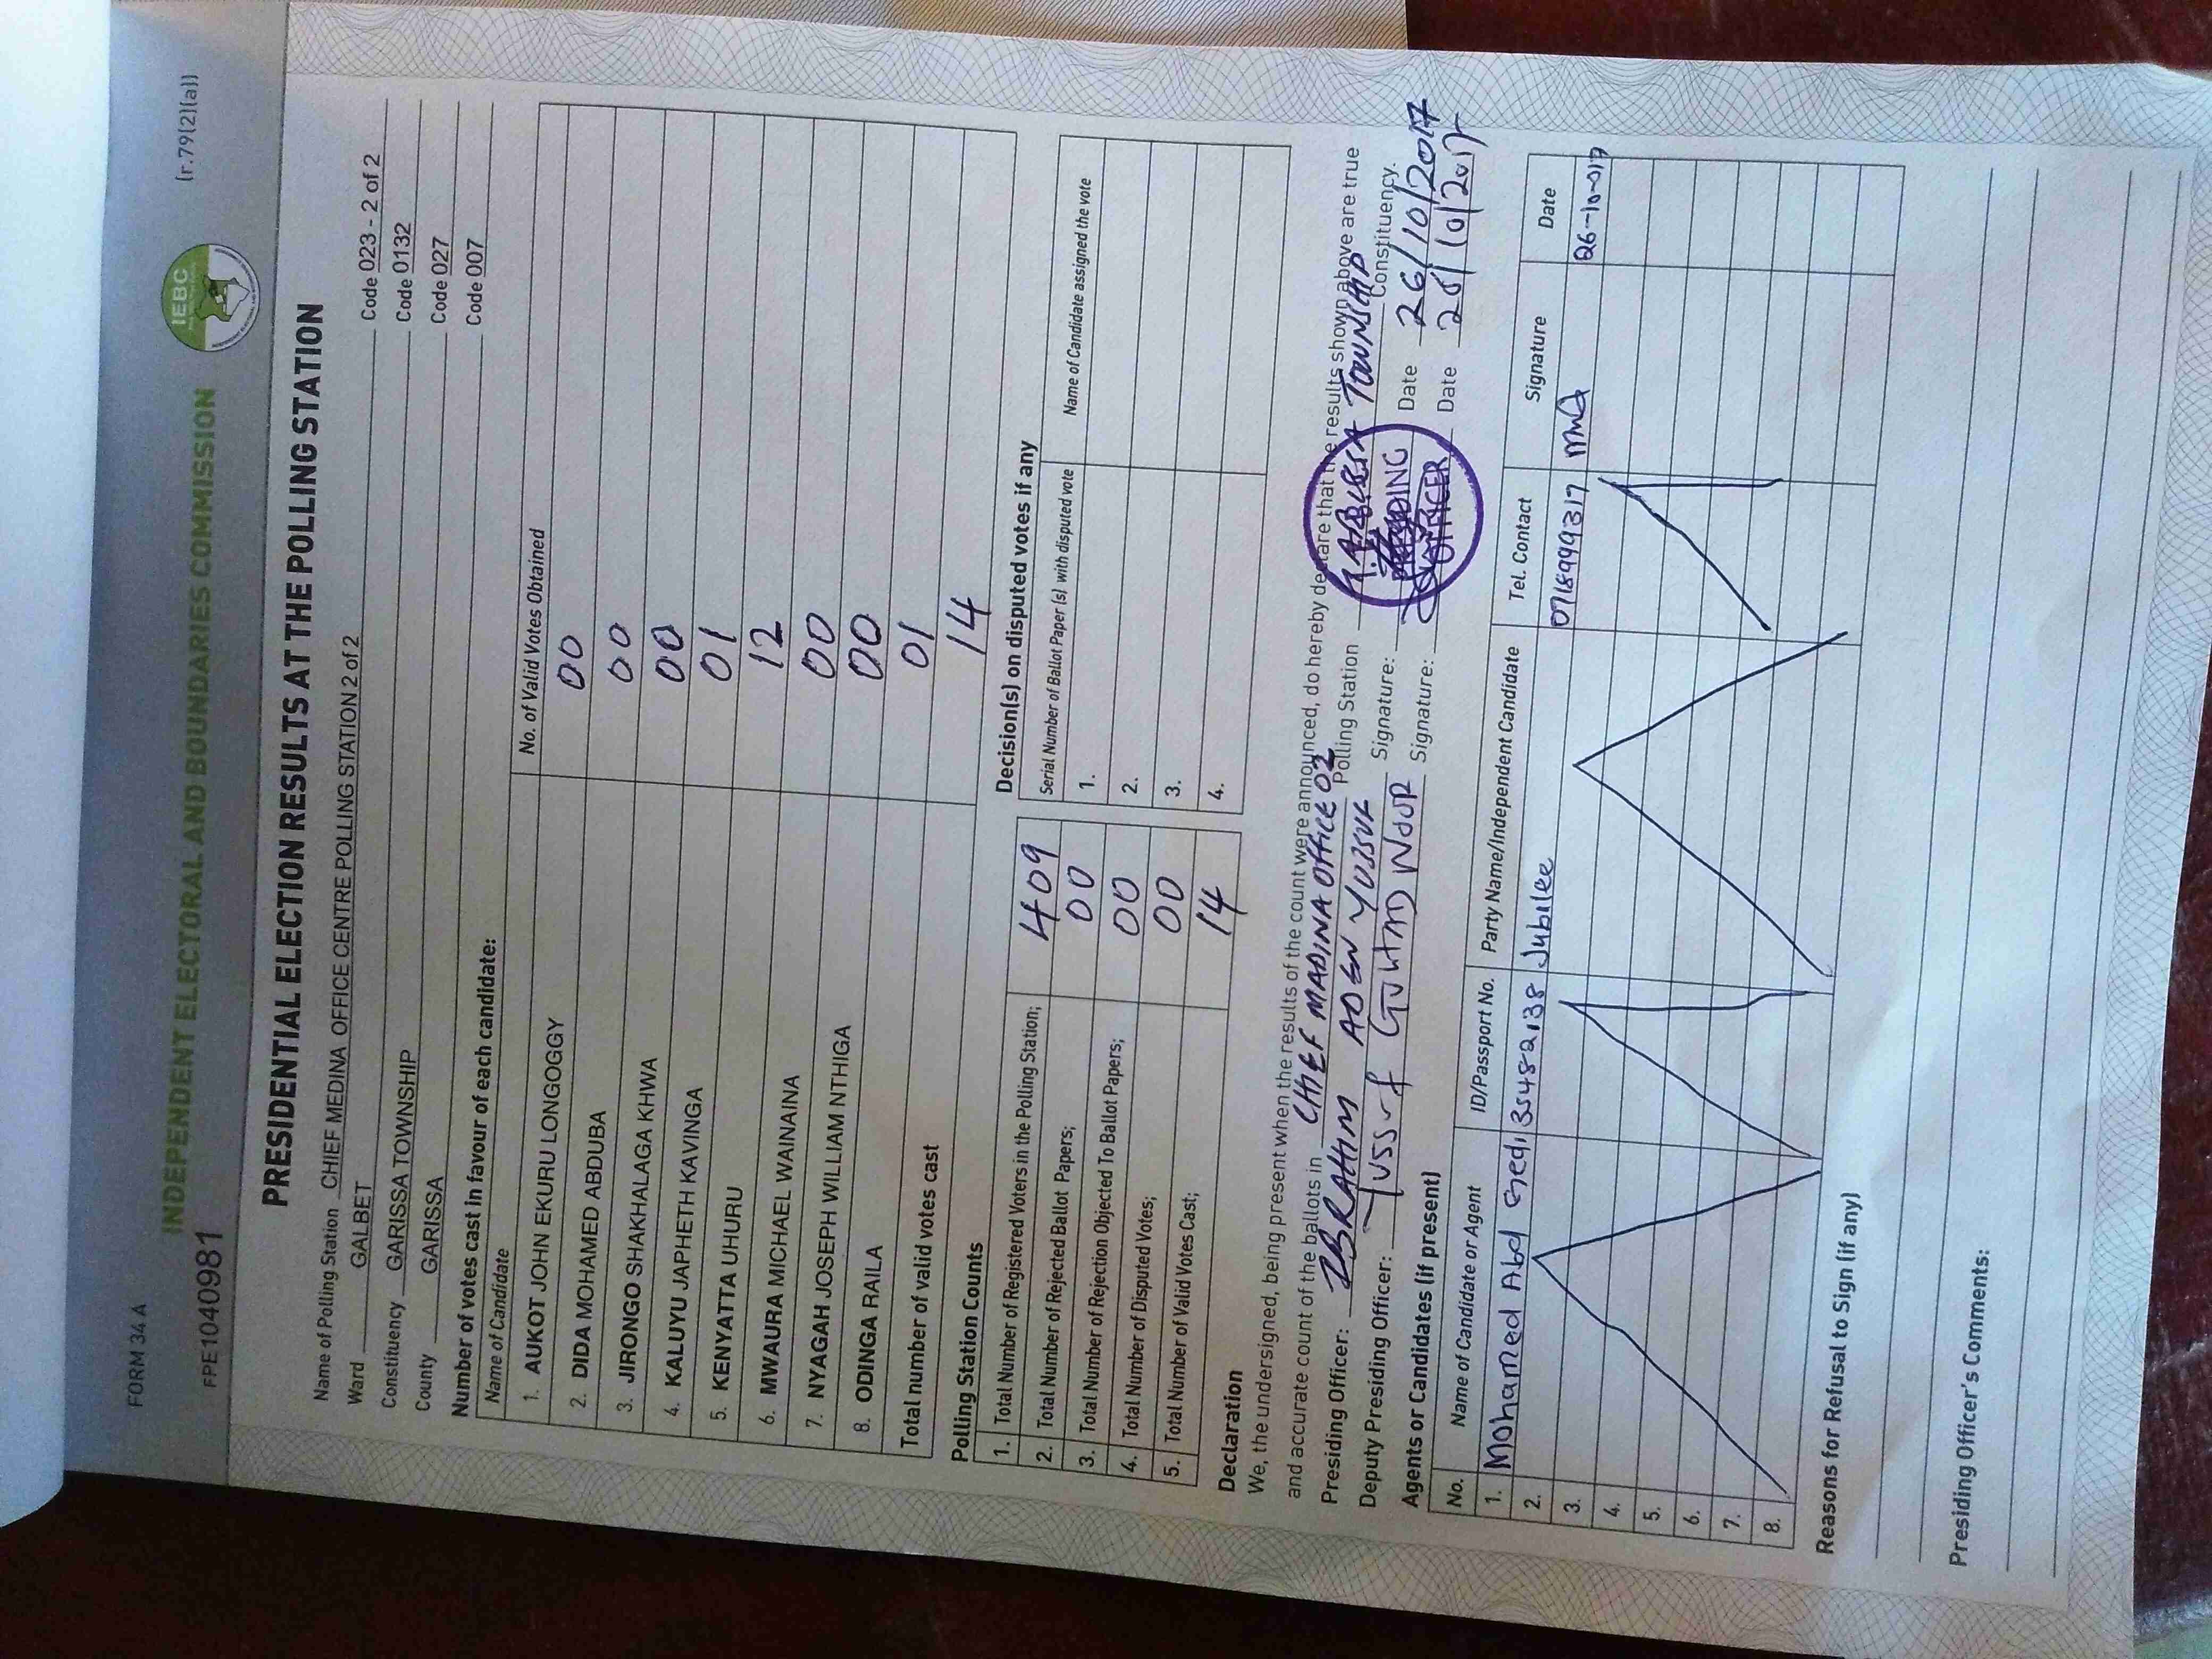 FORM 34 A
(r.79(2)(a))
FPE1040981
INDEPENDENT ELECTORAL AND BOUNDARIES COMMISSION
IEBC
PRESIDENTIAL ELECTION RESULTS AT THE POLLING STATION
Name of Polling Station CHIEF MEDINA OFFICE CENTRE POLLING STATION 2 of 2 Code 023 - 2 of 2
Ward GALBET Code 0132
Constituency GARISSA TOWNSHIP Code 027
County GARISSA Code 007
Number of votes cast in favour of each candidate:
Name of Candidate No. of Valid Votes Obtained
1. AUKOT JOHN EKURU LONGOGGY 00
2. DIDA MOHAMED ABDUBA 00
3. JIRONGO SHAKHALAGA KHWA 00
4. KALUYU JAPHETH KAVINGA 01
5. KENYATTA UHURU 12
6. MWAURA MICHAEL WAINAINA 00
7. NYAGAH JOSEPH WILLIAM NTHIGA 00
8. ODINGA RAILA 01
Total number of valid votes cast 14
Polling Station Counts
1. Total Number of Registered Voters in the Polling Station; 409
2. Total Number of Rejected Ballot Papers; 00
3. Total Number of Rejection Objected To Ballot Papers; 00
4. Total Number of Disputed Votes; 00
5. Total Number of Valid Votes Cast; 14
Decision(s) on disputed votes if any
Serial Number of Ballot Paper (s) with disputed vote Name of Candidate assigned the vote
1.
2.
3.
4.
Declaration
We, the undersigned, being present when the results of the count were announced, do hereby declare that the results shown above are true
and accurate count of the ballots in CHIEF MADINA OFFICE 02 Polling Station GARISSA TOWNSHIP Constituency.
Presiding Officer: IBRAHIM ADEN YUSSUF Signature: Date 26/10/2017
Deputy Presiding Officer: Yussuf Guhad Nour Signature: Date 26/10/2017
PRESIDING OFFICER
Agents or Candidates (if present)
No. Name of Candidate or Agent ID/Passport No. Party Name/Independent Candidate Tel. Contact Signature Date
1. Mohamed Abdi Gedi 35482138 Jubilee 0718999317 26-10-017
2.
3.
4.
5.
6.
7.
8.
Reasons for Refusal to Sign (if any)
Presiding Officer's Comments: